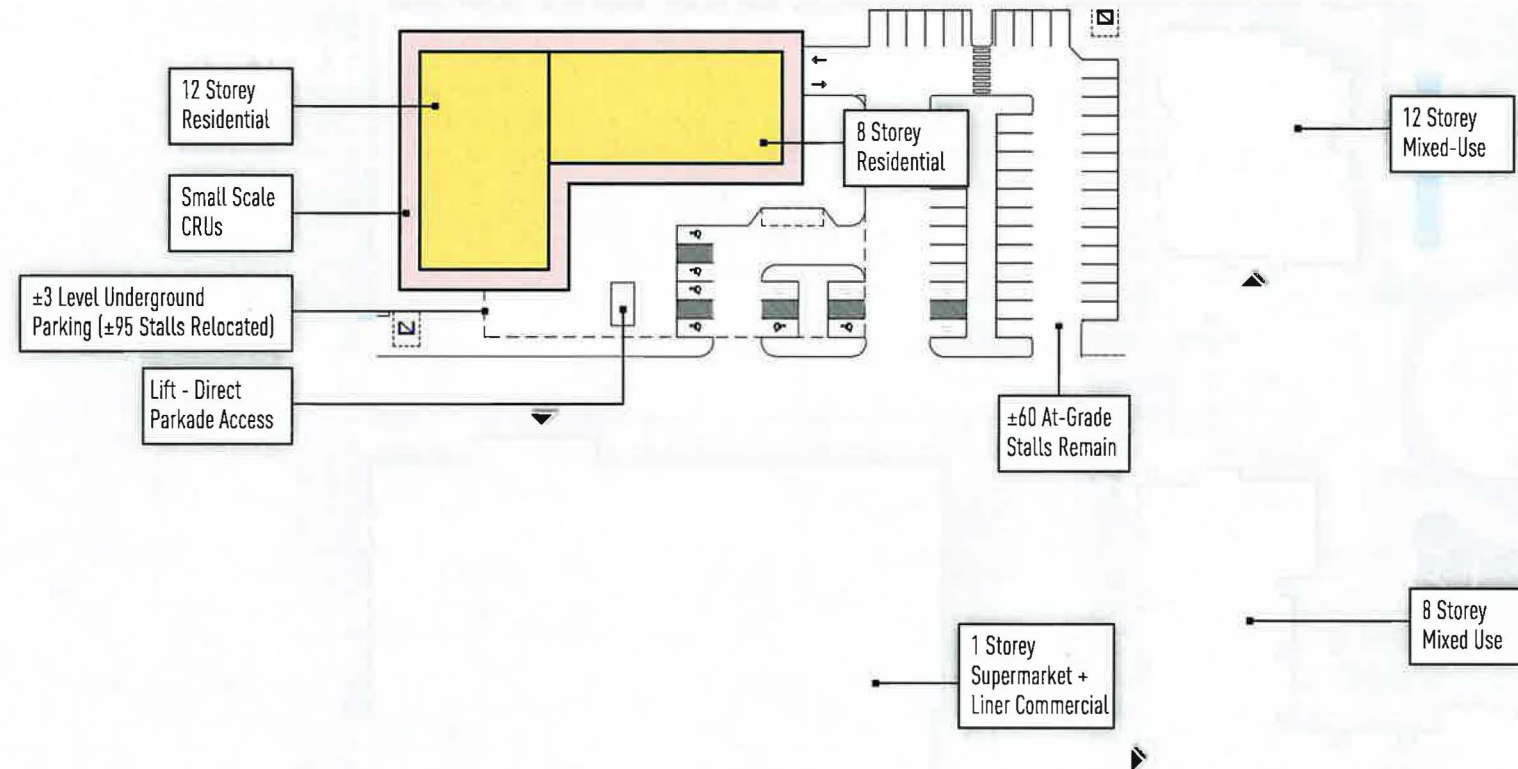 12 Storey
Residential
8 Storey
Residential
12 Storey
Mixed-Use
Small Scale
CRUs
±3 Level Underground
Parking (±95 Stalls Relocated)
Lift - Direct
Parkade Access
±60 At-Grade
Stalls Remain
8 Storey
Mixed Use
1 Storey
Supermarket +
Liner Commercial